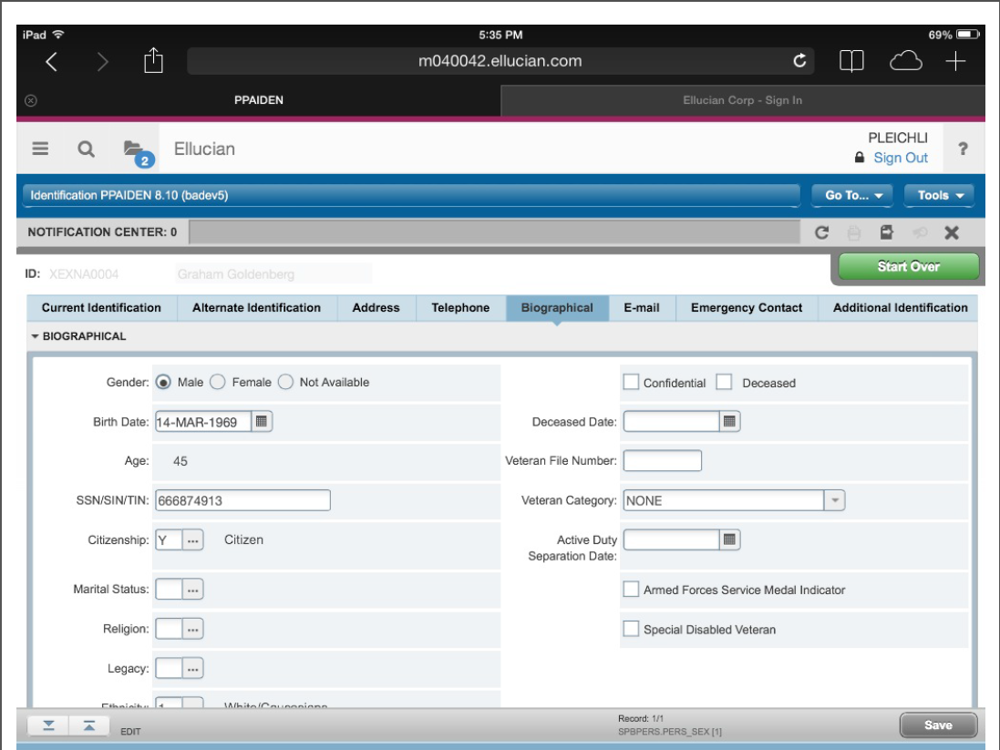 iPad 5:35 PM 69%
m040042.ellucian.com
PPAIDEN Ellucian Corp - Sign In
2 Ellucian PLEICHLI ?
Sign Out
Identification PPAIDEN 8.10 (badev5) Go To... Tools
NOTIFICATION CENTER: 0
ID: XEXNA0004 Graham Goldenberg Start Over
Current Identification Alternate Identification Address Telephone Biographical E-mail Emergency Contact Additional Identification
BIOGRAPHICAL
Gender: Male Female Not Available Confidential Deceased
Birth Date: 14-MAR-1969 Deceased Date:
Age: 45 Veteran File Number:
SSN/SIN/TIN: 666874913 Veteran Category: NONE
Citizenship: Y ... Citizen Active Duty
Separation Date:
Marital Status: ... Armed Forces Service Medal Indicator
Religion: ... Special Disabled Veteran
Legacy: ...
Ethnicity: 1
EDIT Record: 1/1 Save
SPBPERS.PERS_SEX [1]